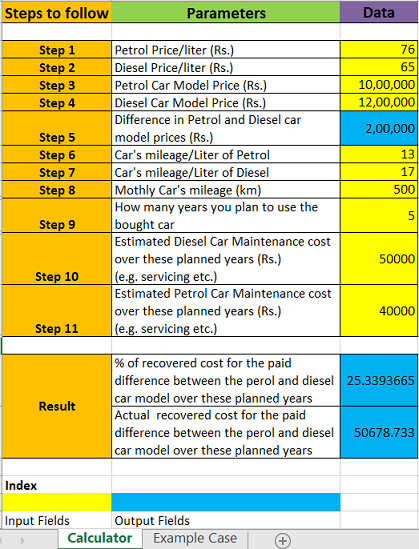 Steps to follow Parameters Data
Step 1 Petrol Price/liter (Rs.) 76
Step 2 Diesel Price/liter (Rs.) 65
Step 3 Petrol Car Model Price (Rs.) 10,00,000
Step 4 Diesel Car Model Price (Rs.) 12,00,000
Difference in Petrol and Diesel car
Step 5 model prices (Rs.) 2,00,000
Step 6 Car's mileage/Liter of Petrol 13
Step 7 Car's mileage/Liter of Diesel 17
Step 8 Mothly Car's mileage (km) 500
How many years you plan to use the
Step 9 bought car 5
Estimated Diesel Car Maintenance cost
over these planned years (Rs.) 50000
Step 10 (e.g. servicing etc.)
Estimated Petrol Car Maintenance cost
over these planned years (Rs.) 40000
Step 11 (e.g. servicing etc.)
Result
% of recovered cost for the paid
difference between the perol and diesel 25.3393665
car model over these planned years
Actual recovered cost for the paid
difference between the perol and diesel 50678.733
car model over these planned years
Index
Input Fields Output Fields
Calculator Example Case